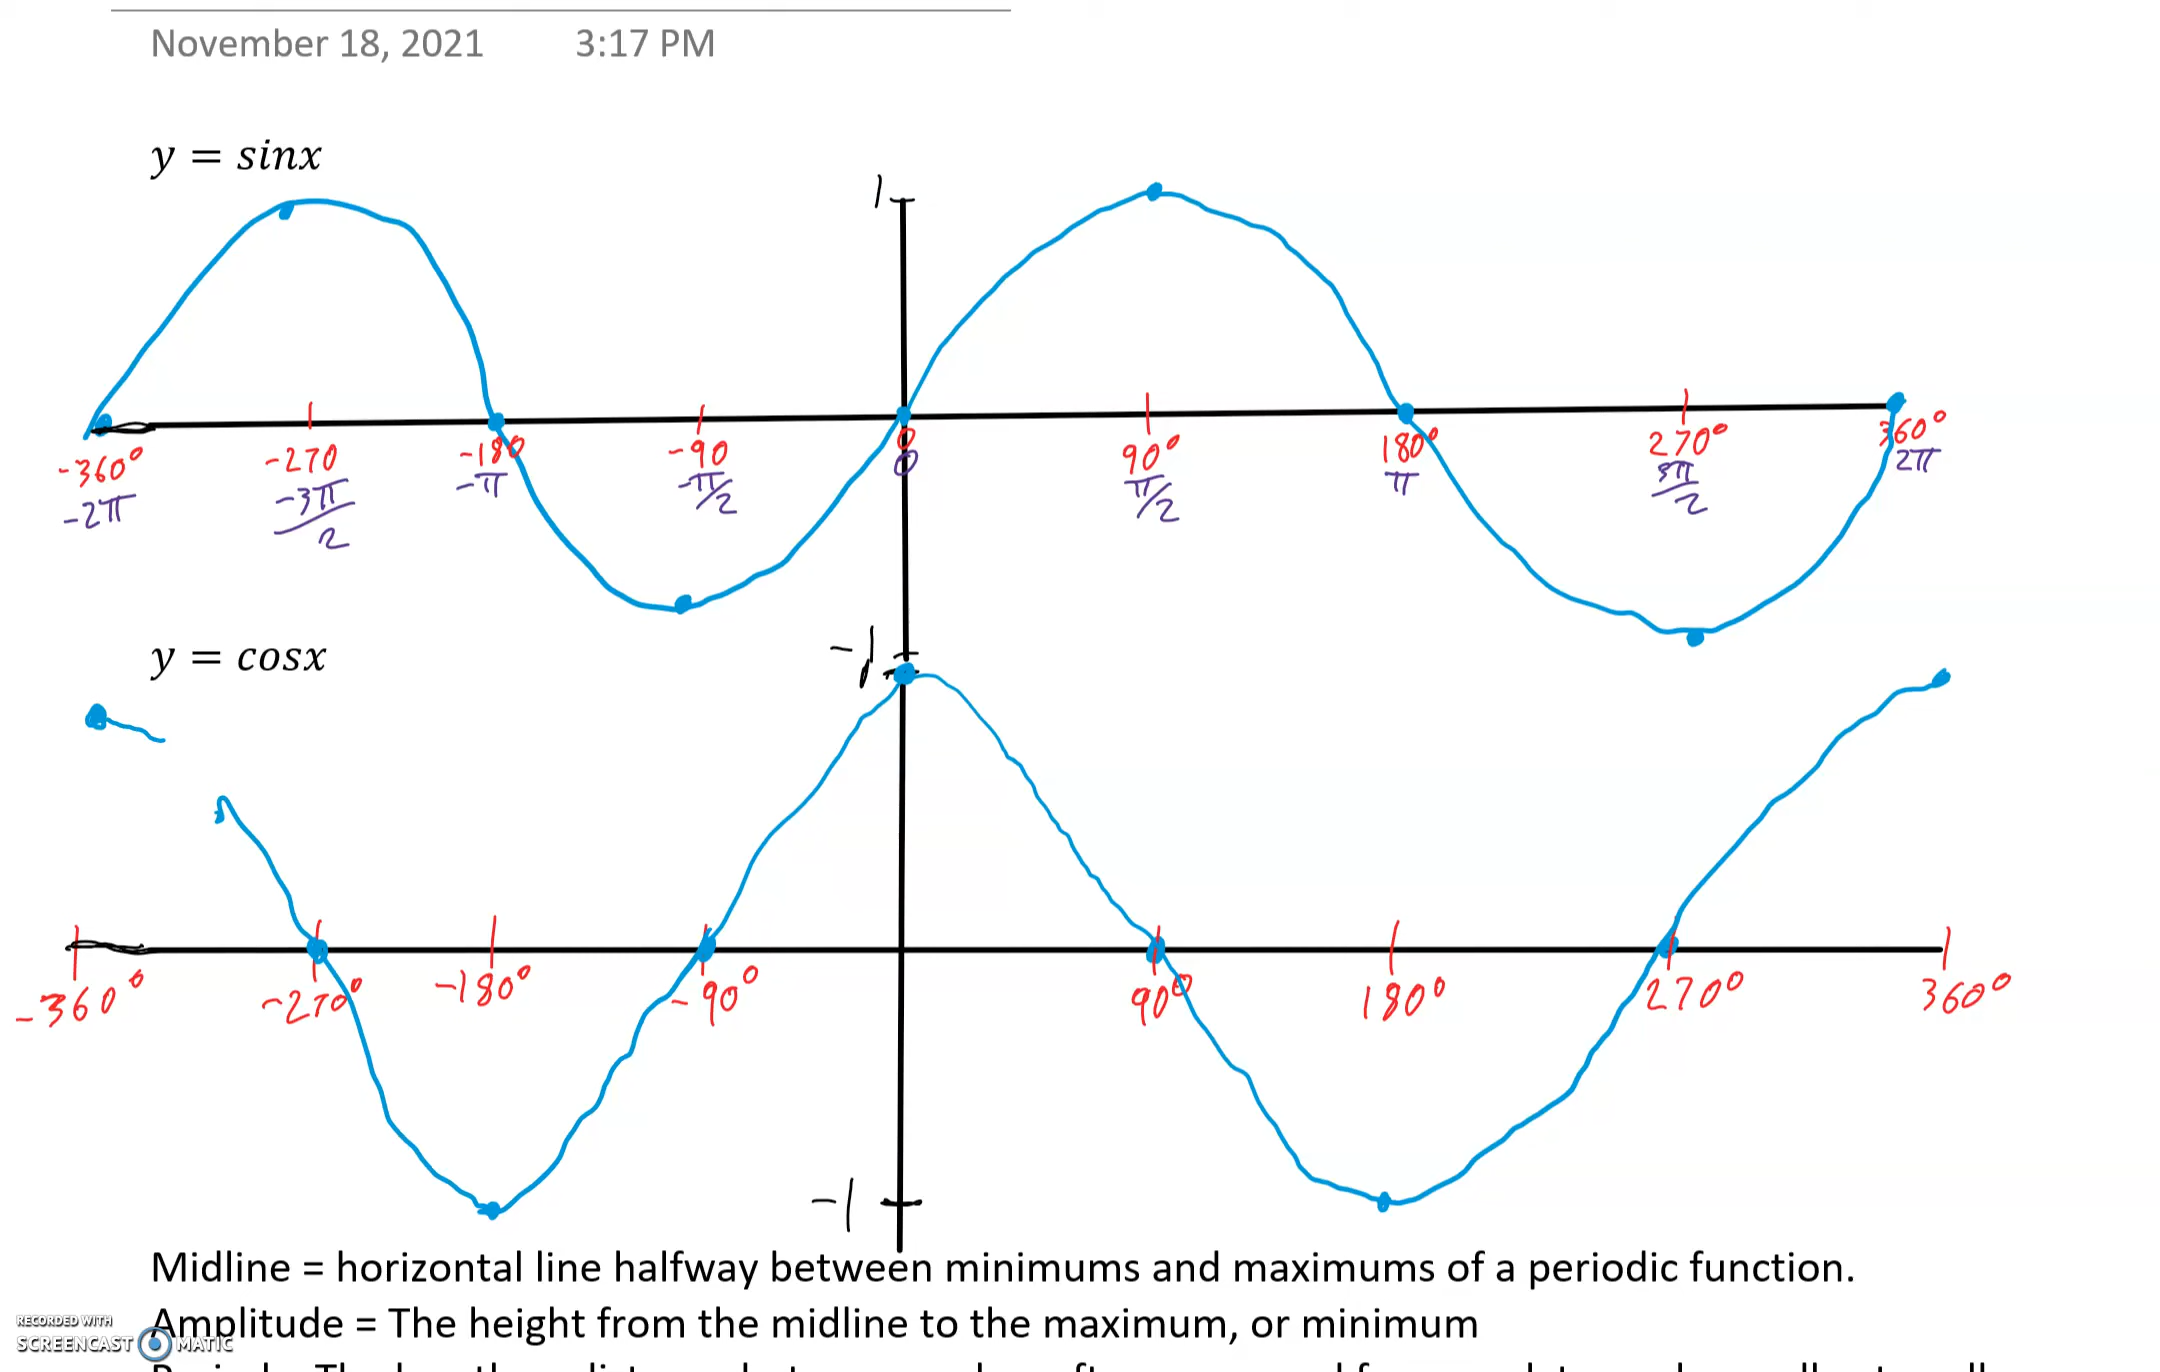 November 18, 2021 3:17 PM
y = sinx
1
-360° -270 -180 -90 0 90° 180° 270° 360°
-2π -3π/2 -π -π/2 0 π/2 π 3π/2 2π
-1
y = cosx
1
-360° -270° -180° -90° 90° 180° 270° 360°
-1
Midline = horizontal line halfway between minimums and maximums of a periodic function.
Amplitude = The height from the midline to the maximum, or minimum
RECORDED WITH
SCREENCAST MATIC